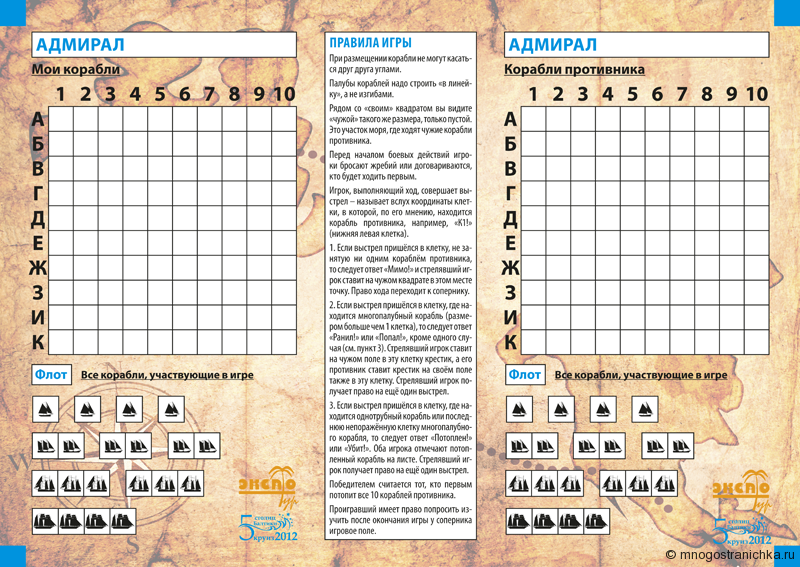 АДМИРАЛ
Мои корабли
1 2 3 4 5 6 7 8 9 10
А
Б
В
Г
Д
Е
Ж
З
И
К
Флот Все корабли, участвующие в игре
ЭКСПО
тур
5 столиц
Балтики
круиз 2012
ПРАВИЛА ИГРЫ
При размещении корабли не могут касать-
ся друг друга углами.
Палубы кораблей надо строить «в линей-
ку», а не изгибами.
Рядом со «своим» квадратом вы видите
«чужой» такого же размера, только пустой.
Это участок моря, где ходят чужие корабли
противника.
Перед началом боевых действий игро-
ки бросают жребий или договариваются,
кто будет ходить первым.
Игрок, выполняющий ход, совершает вы-
стрел – называет вслух координаты клет-
ки, в которой, по его мнению, находится
корабль противника, например, «К1!»
(нижняя левая клетка).
1. Если выстрел пришёлся в клетку, не за-
нятую ни одним кораблём противника,
то следует ответ «Мимо!» и стрелявший иг-
рок ставит на чужом квадрате в этом месте
точку. Право хода переходит к сопернику.
2. Если выстрел пришёлся в клетку, где на-
ходится многопалубный корабль (разме-
ром больше чем 1 клетка), то следует ответ
«Ранил!» или «Попал!», кроме одного слу-
чая (см. пункт 3). Стрелявший игрок ставит
на чужом поле в эту клетку крестик, а его
противник ставит крестик на своём поле
также в эту клетку. Стрелявший игрок по-
лучает право на ещё один выстрел.
3. Если выстрел пришёлся в клетку, где на-
ходится однотрубный корабль или послед-
нюю непоражённую клетку многопалубно-
го корабля, то следует ответ «Потоплен!»
или «Убит!». Оба игрока отмечают потоп-
ленный корабль на листе. Стрелявший иг-
рок получает право на ещё один выстрел.
Победителем считается тот, кто первым
потопит все 10 кораблей противника.
Проигравший имеет право попросить из-
учить после окончания игры у соперника
игровое поле.
АДМИРАЛ
Корабли противника
1 2 3 4 5 6 7 8 9 10
А
Б
В
Г
Д
Е
Ж
З
И
К
Флот Все корабли, участвующие в игре
ЭКСПО
тур
5 столиц
Балтики
круиз 2012
© mnogostranichka.ru